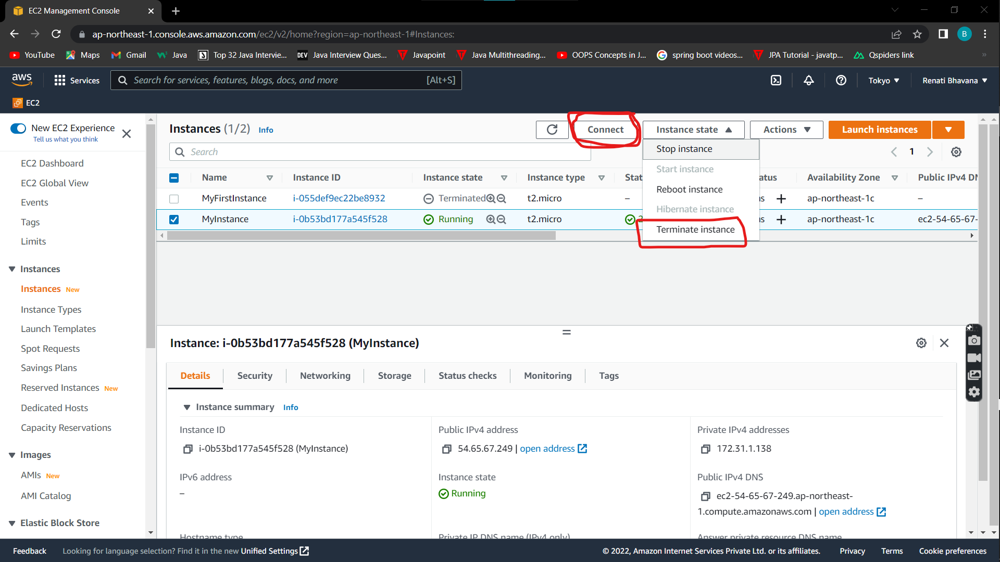 EC2 Management Console
ap-northeast-1.console.aws.amazon.com/ec2/v2/home?region=ap-northeast-1#Instances:
B
YouTube Maps Gmail Java Top 32 Java Intervie... Java Interview Ques... Javapoint Java Multithreading... OOPS Concepts in J... spring boot videos... JPA Tutorial - javatp... Qspiders link
DEV
aws Services Search for services, features, blogs, docs, and more [Alt+S] Tokyo Renati Bhavana
EC2
New EC2 Experience
Tell us what you think
EC2 Dashboard
EC2 Global View
Events
Tags
Limits
Instances
Instances New
Instance Types
Launch Templates
Spot Requests
Savings Plans
Reserved Instances New
Dedicated Hosts
Capacity Reservations
Images
AMIs New
AMI Catalog
Elastic Block Store
Instances (1/2) Info Connect Instance state Actions Launch instances
Search
1
Stop instance
Start instance
Reboot instance
Hibernate instance
Terminate instance
Name Instance ID Instance state Instance type Stat atus Availability Zone Public IPv4 DN
MyFirstInstance i-055def9ec22be8932 Terminated t2.micro – ns ap-northeast-1c –
MyInstance i-0b53bd177a545f528 Running t2.micro 2 ns ap-northeast-1c ec2-54-65-67-
Instance: i-0b53bd177a545f528 (MyInstance)
Details Security Networking Storage Status checks Monitoring Tags
Instance summary Info
Instance ID
i-0b53bd177a545f528 (MyInstance)
Public IPv4 address
54.65.67.249 | open address
Private IPv4 addresses
172.31.1.138
IPv6 address
–
Instance state
Running
Public IPv4 DNS
ec2-54-65-67-249.ap-northeast-
1.compute.amazonaws.com | open address
Hostname type Private IP DNS name (IPv4 only) Answer private resource DNS name
Feedback Looking for language selection? Find it in the new Unified Settings © 2022, Amazon Internet Services Private Ltd. or its affiliates. Privacy Terms Cookie preferences